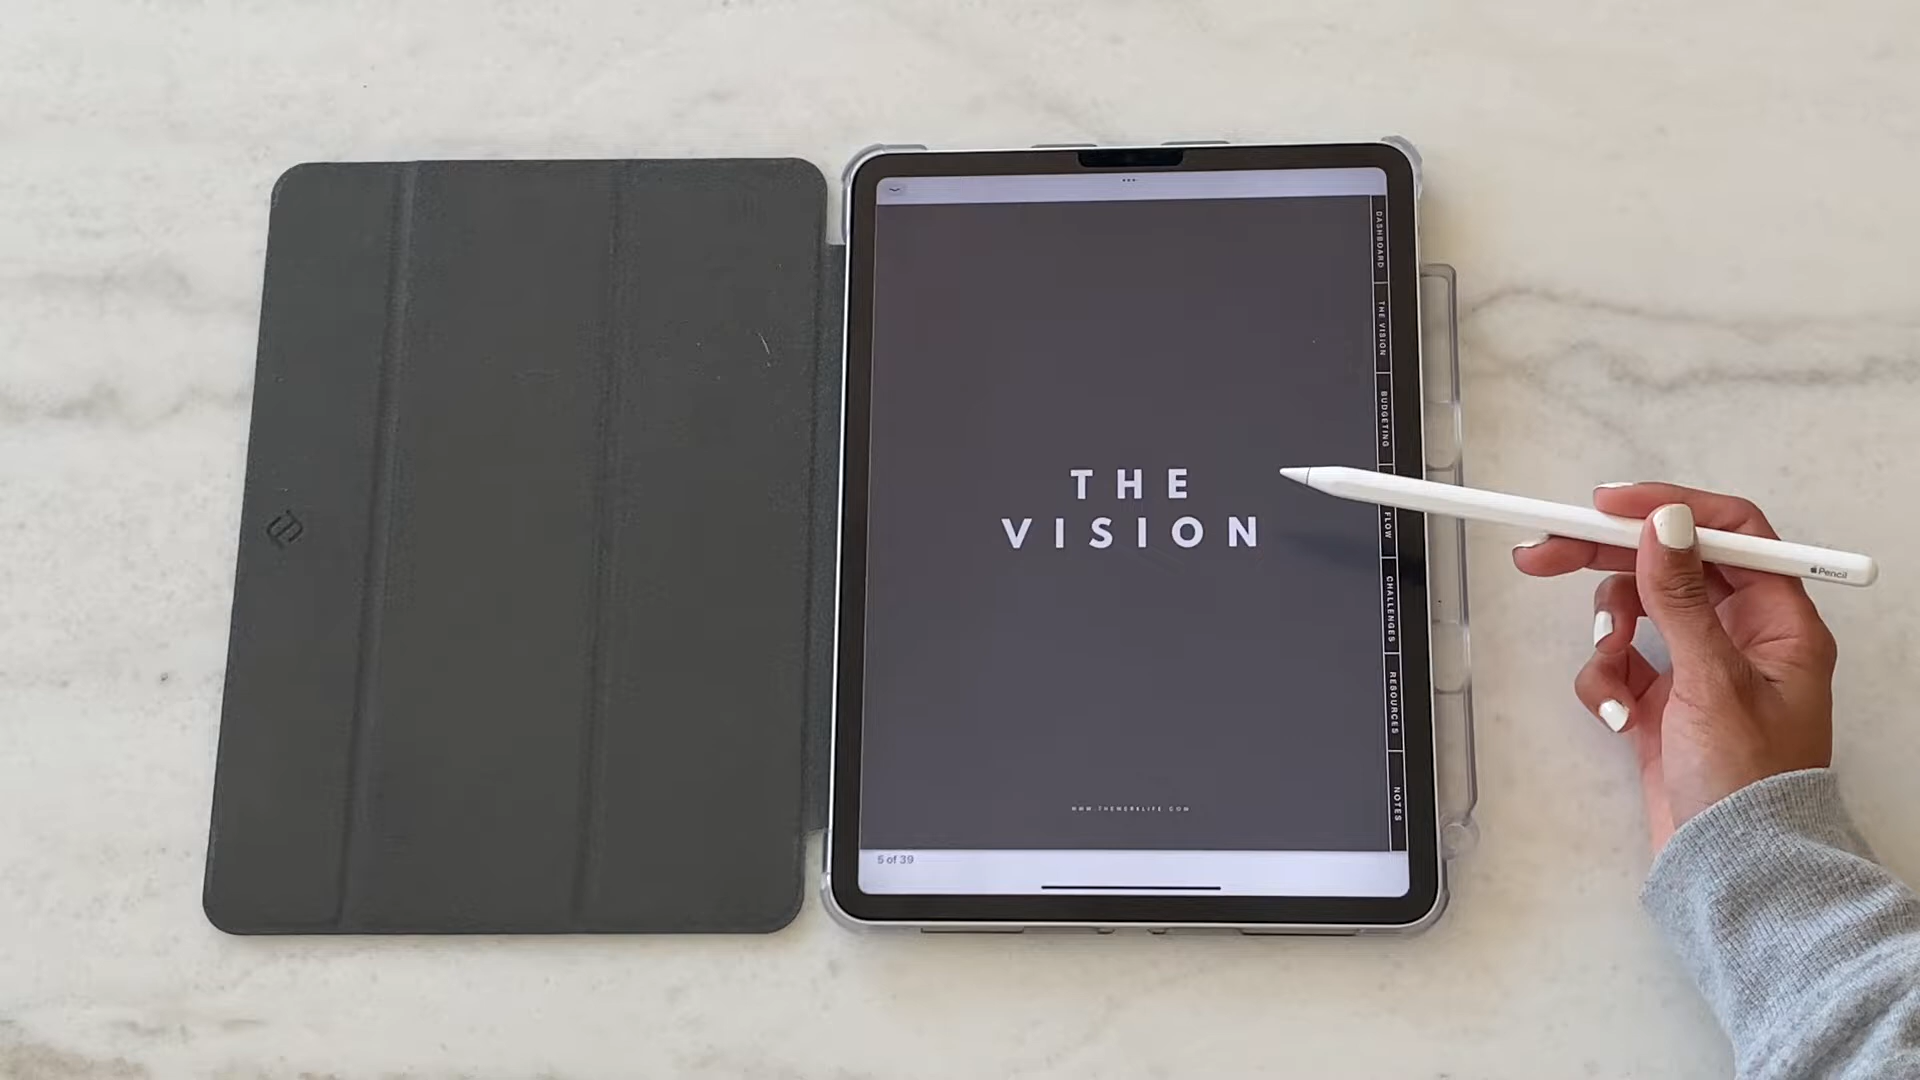 THE
VISION
WWW.THEWERKLIFE.COM
5 of 39
DASHBOARD
THE VISION
BUDGETING
FLOW
CHALLENGES
RESOURCES
NOTES
Pencil